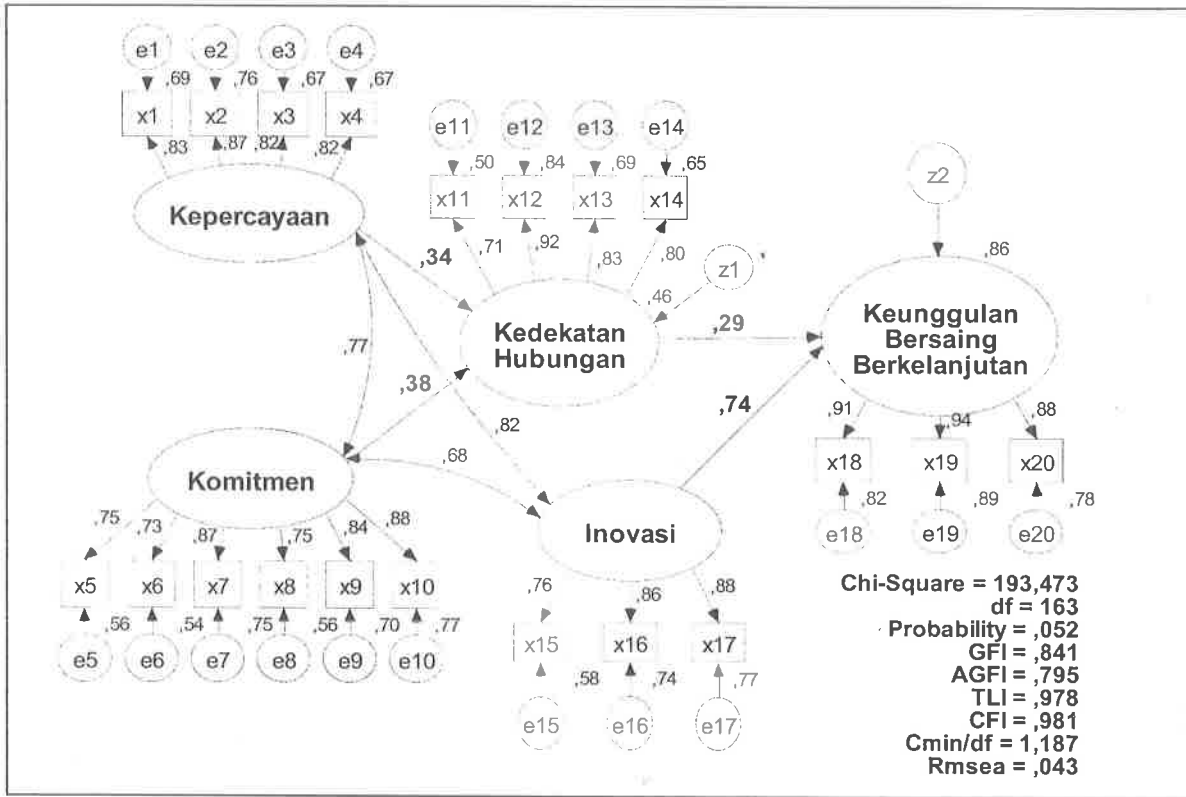 e1 e2 e3 e4
,69 ,76 ,67 ,67
x1 x2 x3 x4
,83 ,87 ,82 ,82
Kepercayaan
e11 e12 e13 e14
,50 ,84 ,69 ,65
x11 x12 x13 x14
,71 ,92 ,83 ,80
,34
,46
z1
z2
,86
Kedekatan
Hubungan
,29
Keunggulan
Bersaing
Berkelanjutan
,77
,38
,82
,74
,68
Komitmen
,75 ,73 ,87 ,75 ,84 ,88
x5 x6 x7 x8 x9 x10
,56 ,54 ,75 ,56 ,70 ,77
e5 e6 e7 e8 e9 e10
Inovasi
,76 ,86 ,88
x15 x16 x17
,58 ,74 ,77
e15 e16 e17
,91 ,94 ,88
x18 x19 x20
,82 ,89 ,78
e18 e19 e20
Chi-Square = 193,473
df = 163
Probability = ,052
GFI = ,841
AGFI = ,795
TLI = ,978
CFI = ,981
Cmin/df = 1,187
Rmsea = ,043